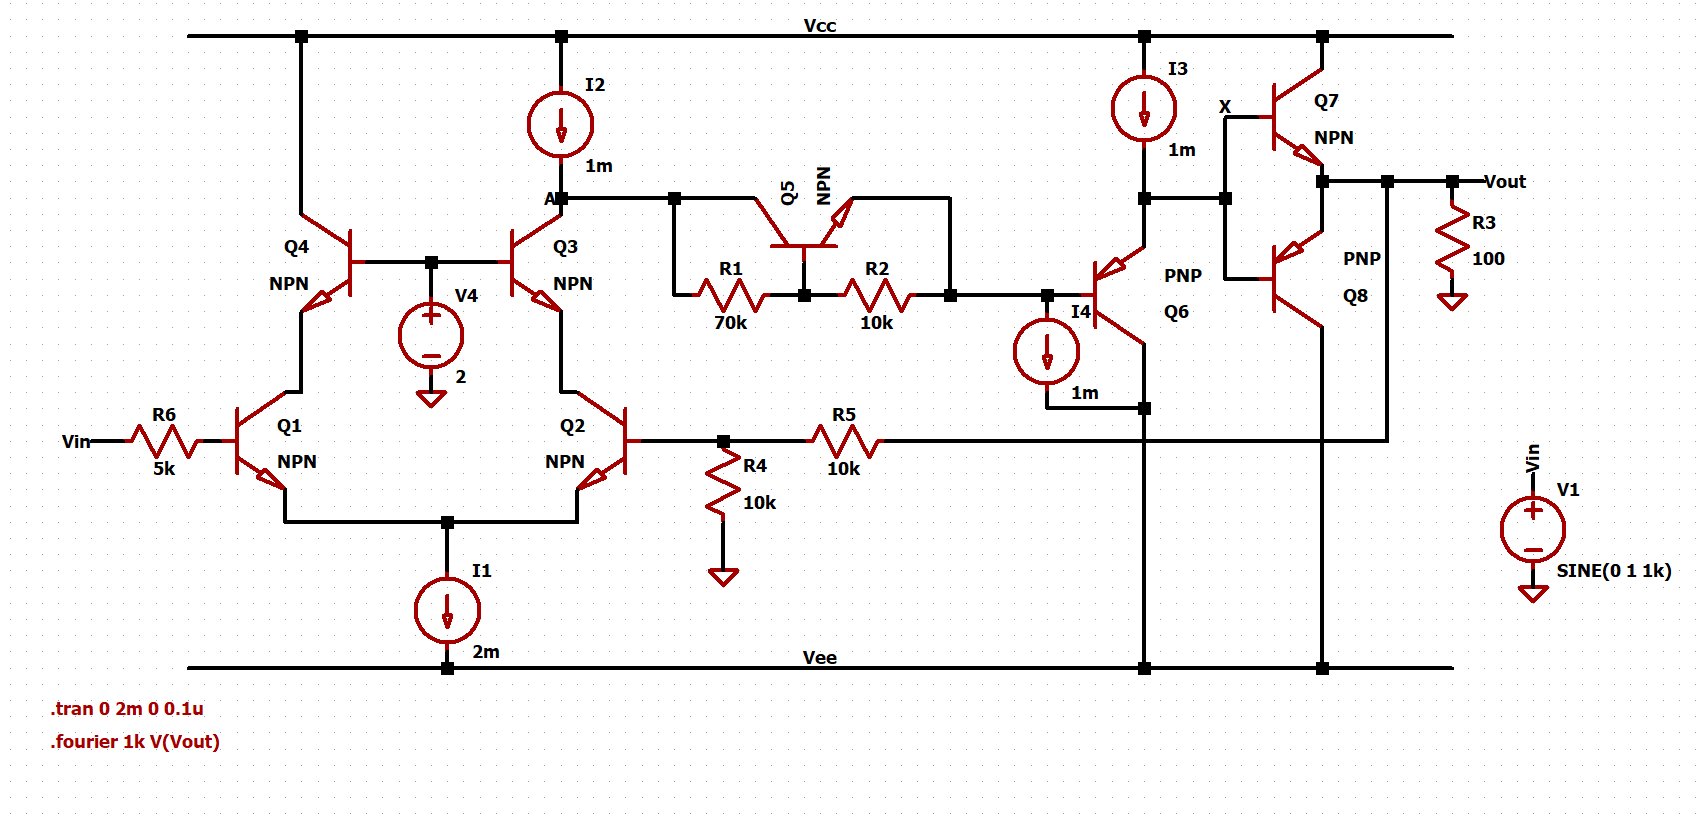 Vcc
I2
1m
I3
1m
X
Q7
NPN
A
Q5
NPN
Vout
Q4
NPN
Q3
NPN
R1
70k
R2
10k
R3
100
V4
2
I4
1m
PNP
Q6
PNP
Q8
Vin
R6
5k
Q1
NPN
Q2
NPN
R5
10k
R4
10k
Vin
V1
SINE(0 1 1k)
I1
2m
Vee
.tran 0 2m 0 0.1u
.fourier 1k V(Vout)